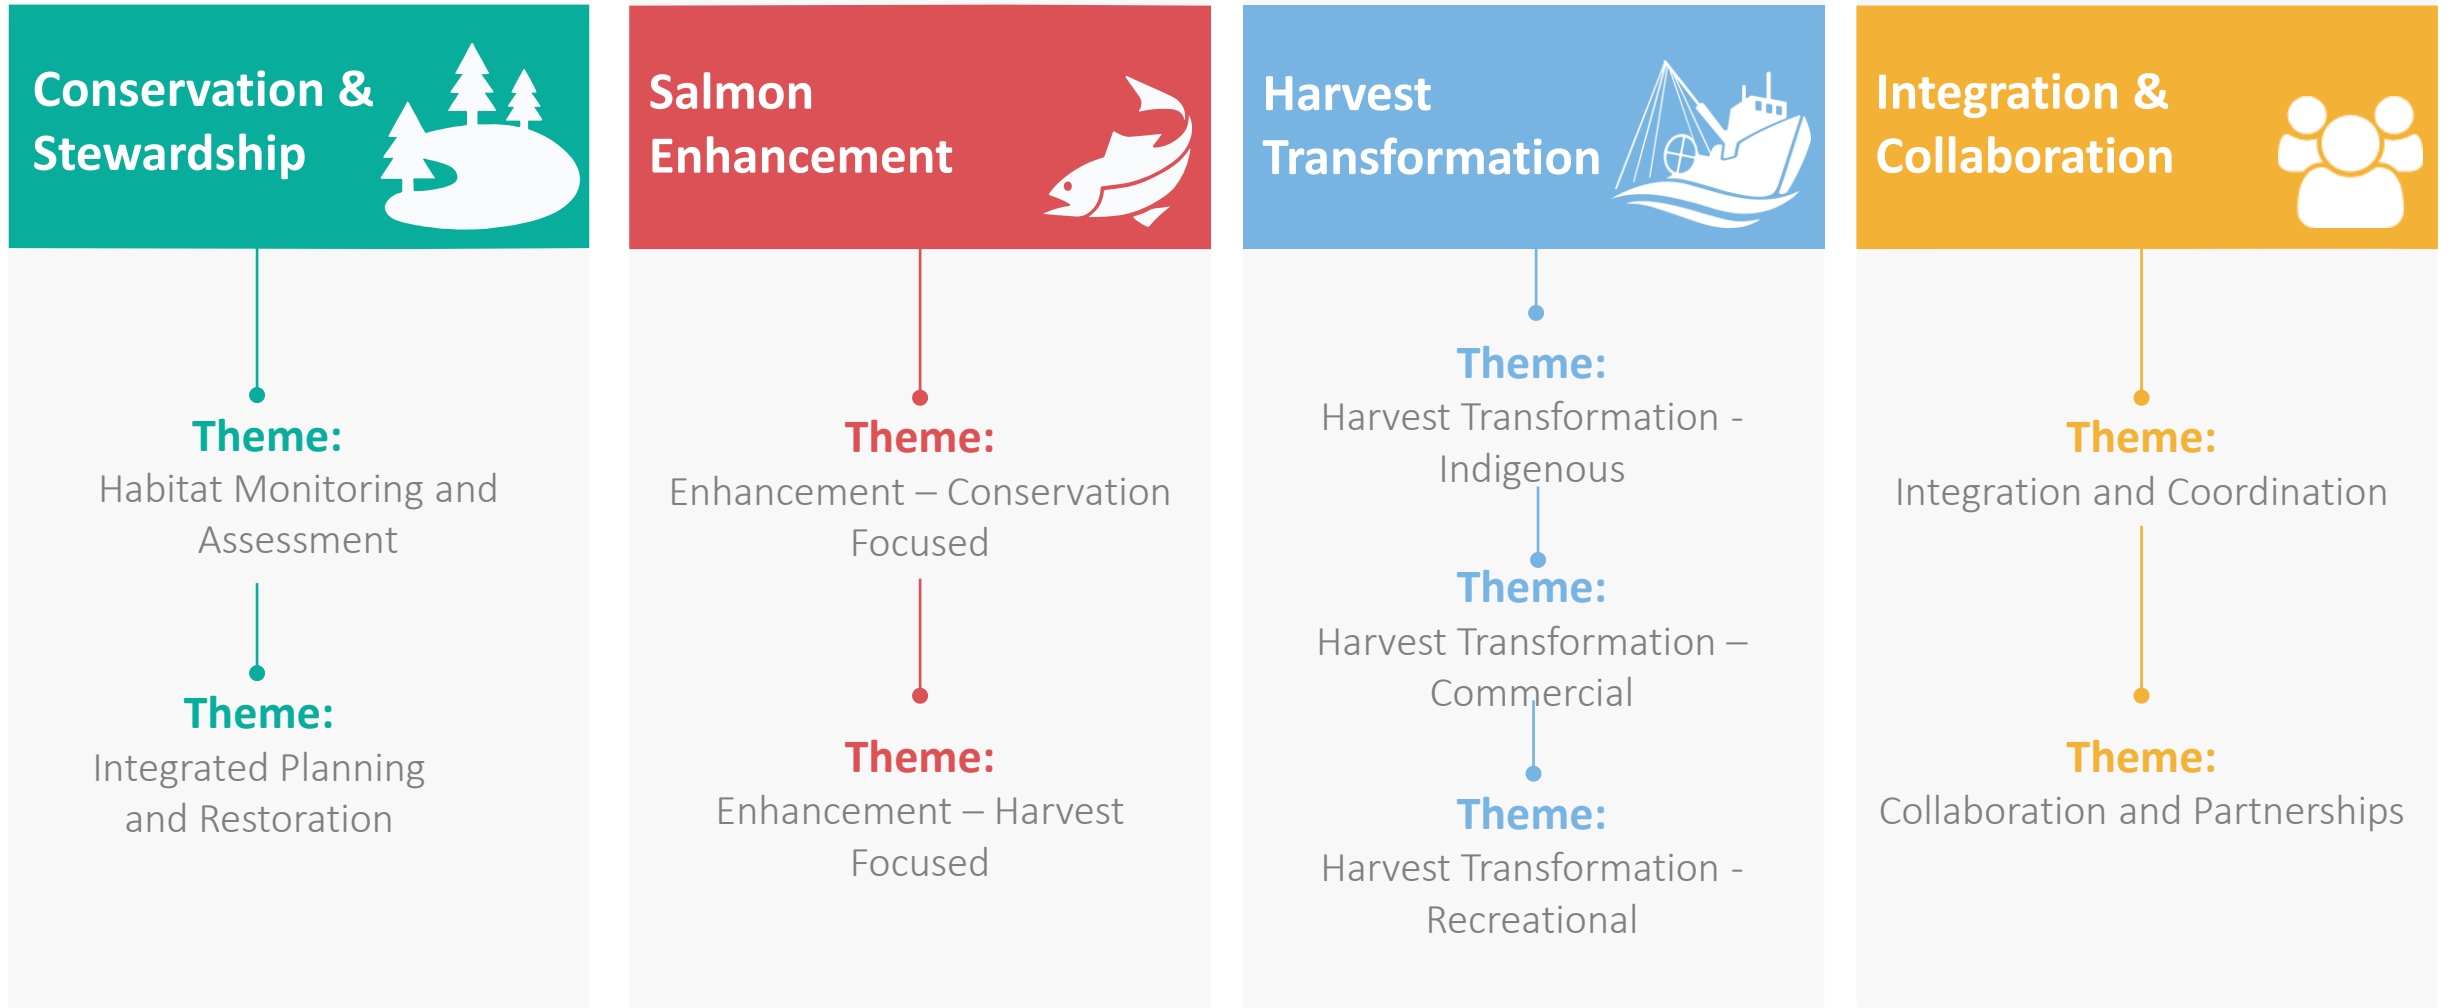 Conservation &
Stewardship
Theme:
Habitat Monitoring and
Assessment
Theme:
Integrated Planning
and Restoration
Salmon
Enhancement
Theme:
Enhancement – Conservation
Focused
Theme:
Enhancement – Harvest
Focused
Harvest
Transformation
Theme:
Harvest Transformation -
Indigenous
Theme:
Harvest Transformation –
Commercial
Theme:
Harvest Transformation -
Recreational
Integration &
Collaboration
Theme:
Integration and Coordination
Theme:
Collaboration and Partnerships